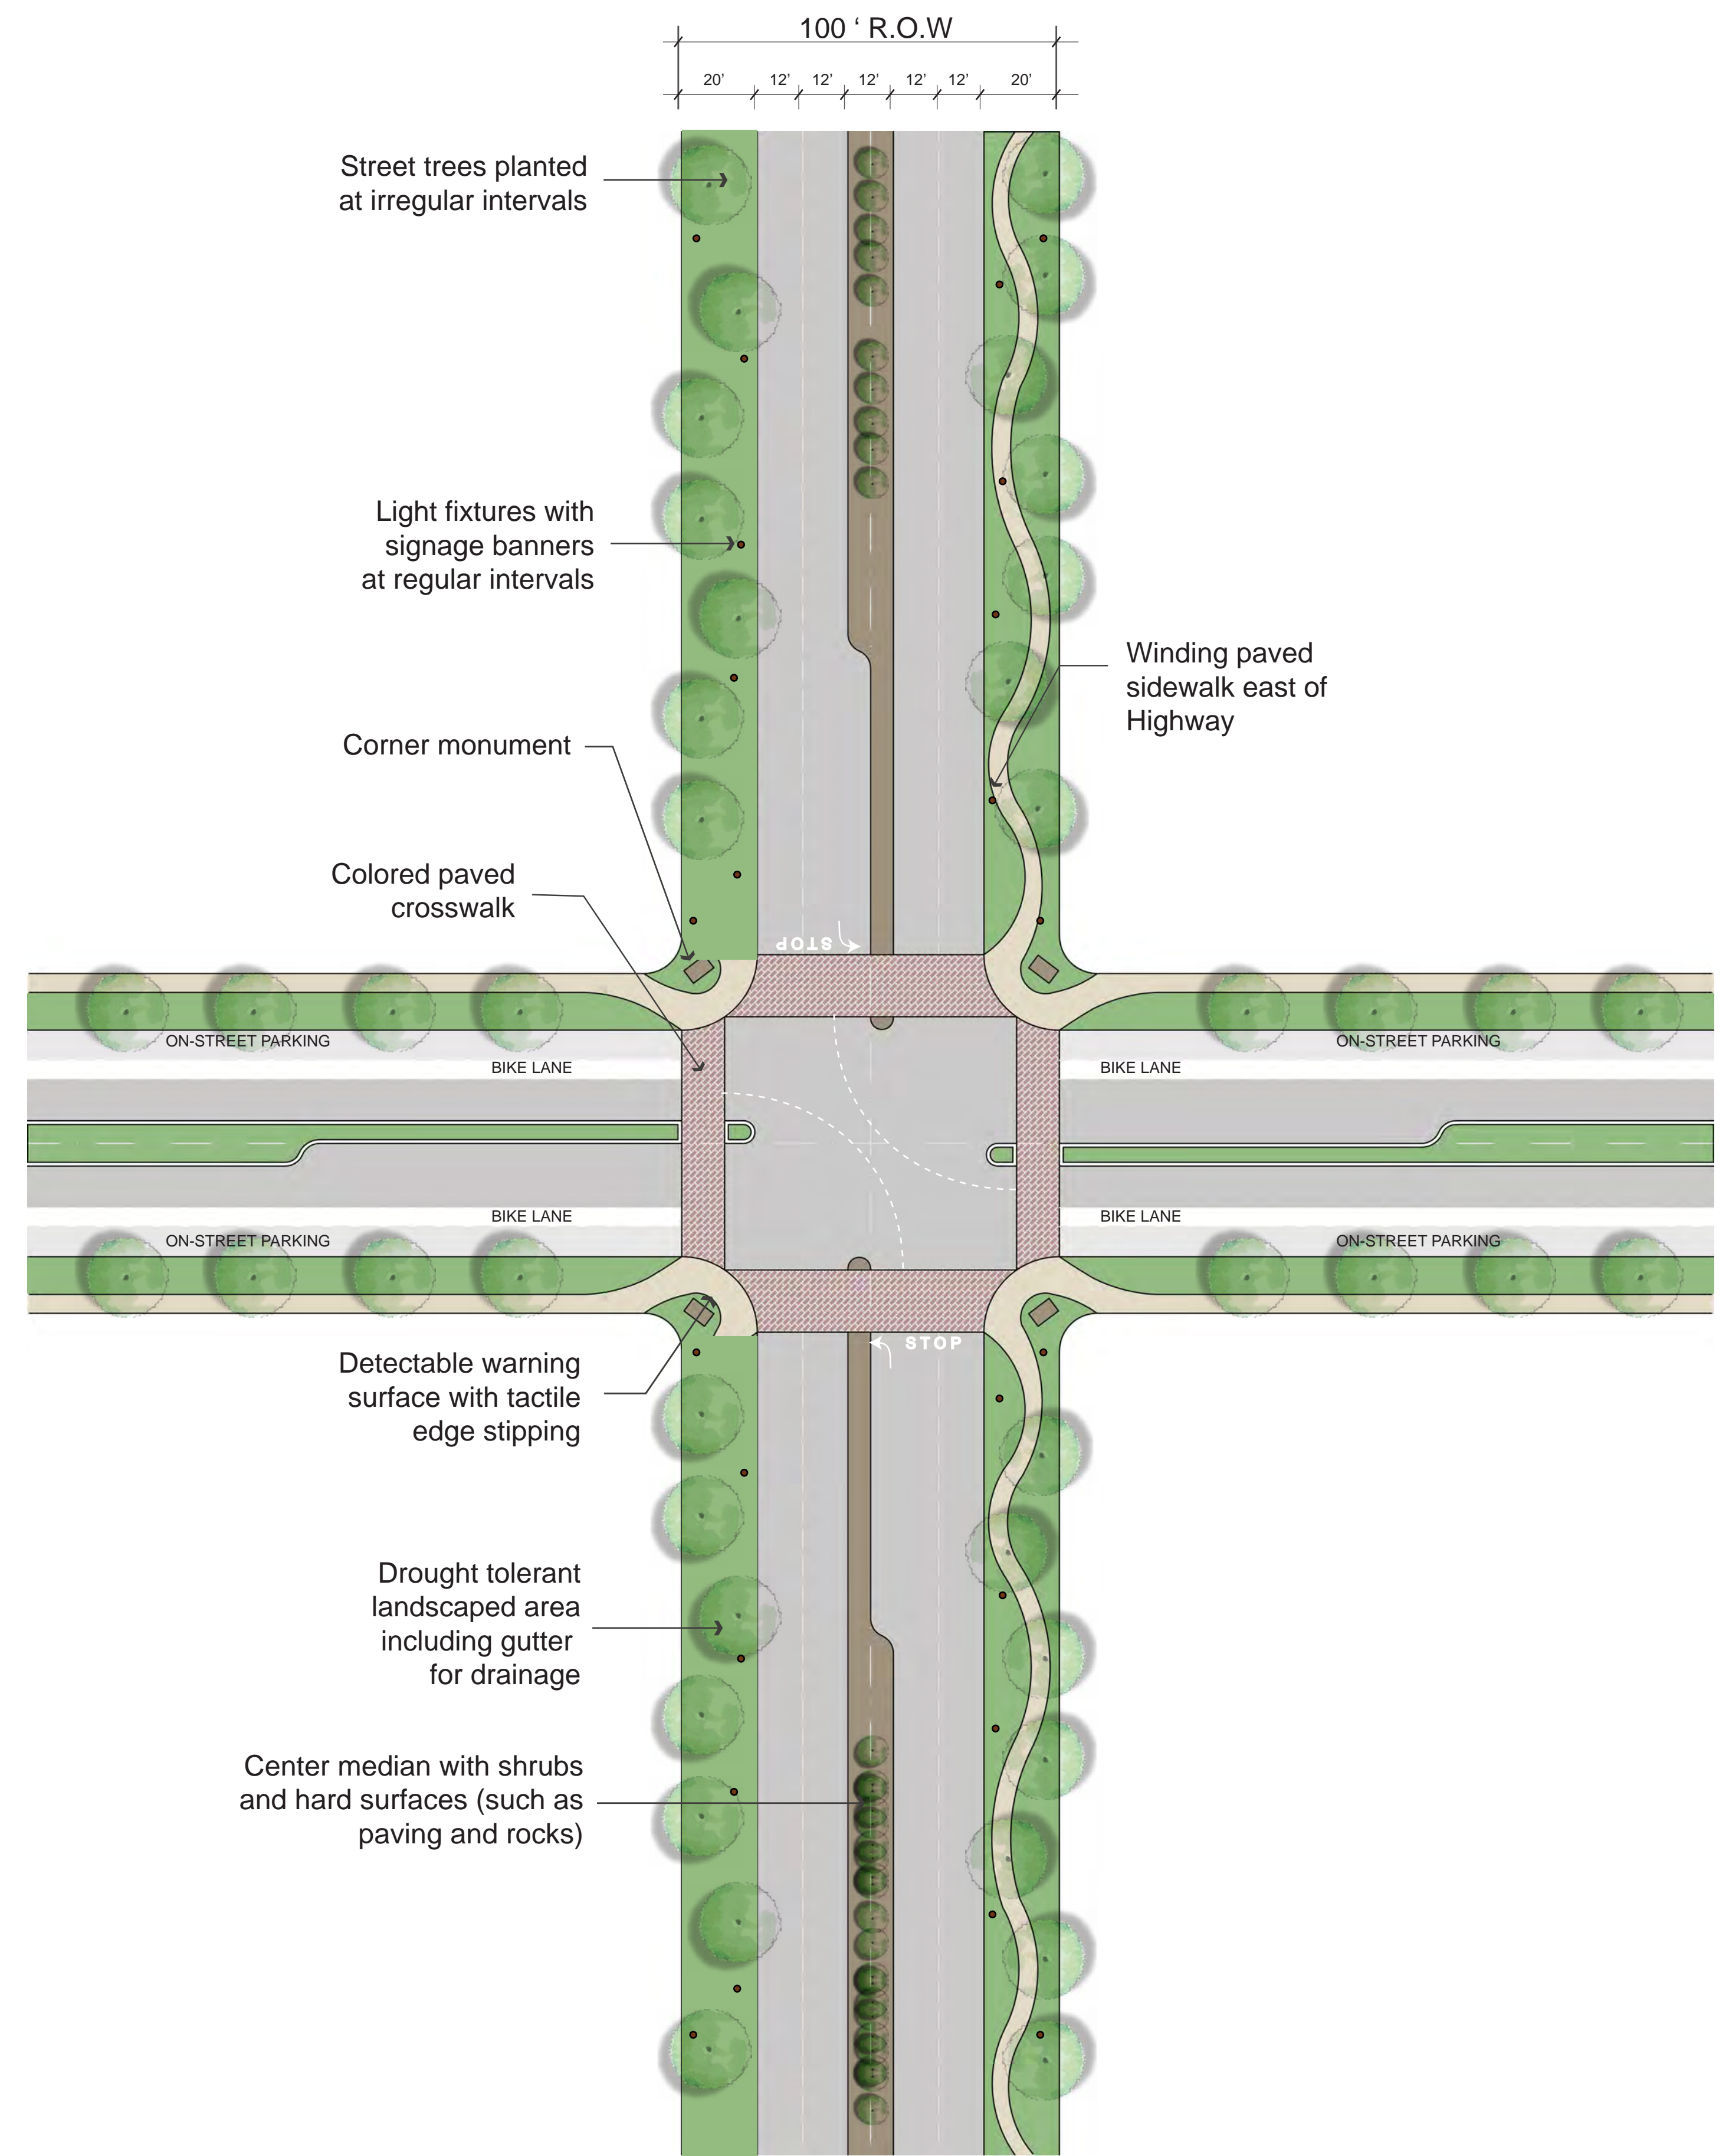 100 ‘ R.O.W
20’ 12’ 12’ 12’ 12’ 12’ 20’
Street trees planted
at irregular intervals
Light fixtures with
signage banners
at regular intervals
Winding paved
sidewalk east of
Highway
Corner monument
Colored paved
crosswalk
STOP
ON-STREET PARKING
ON-STREET PARKING
BIKE LANE
BIKE LANE
BIKE LANE
BIKE LANE
ON-STREET PARKING
ON-STREET PARKING
STOP
Detectable warning
surface with tactile
edge stipping
Drought tolerant
landscaped area
including gutter
for drainage
Center median with shrubs
and hard surfaces (such as
paving and rocks)